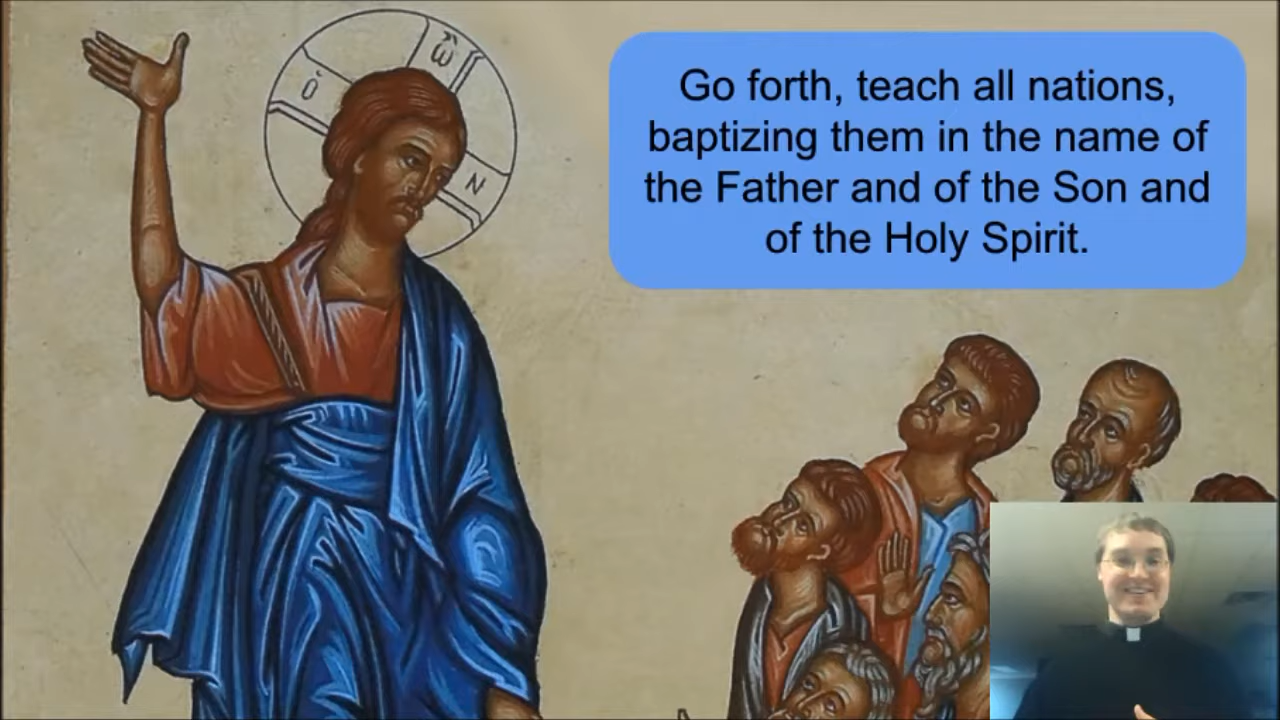 ὁ
ὢ
Ν
Go forth, teach all nations,
baptizing them in the name of
the Father and of the Son and
of the Holy Spirit.